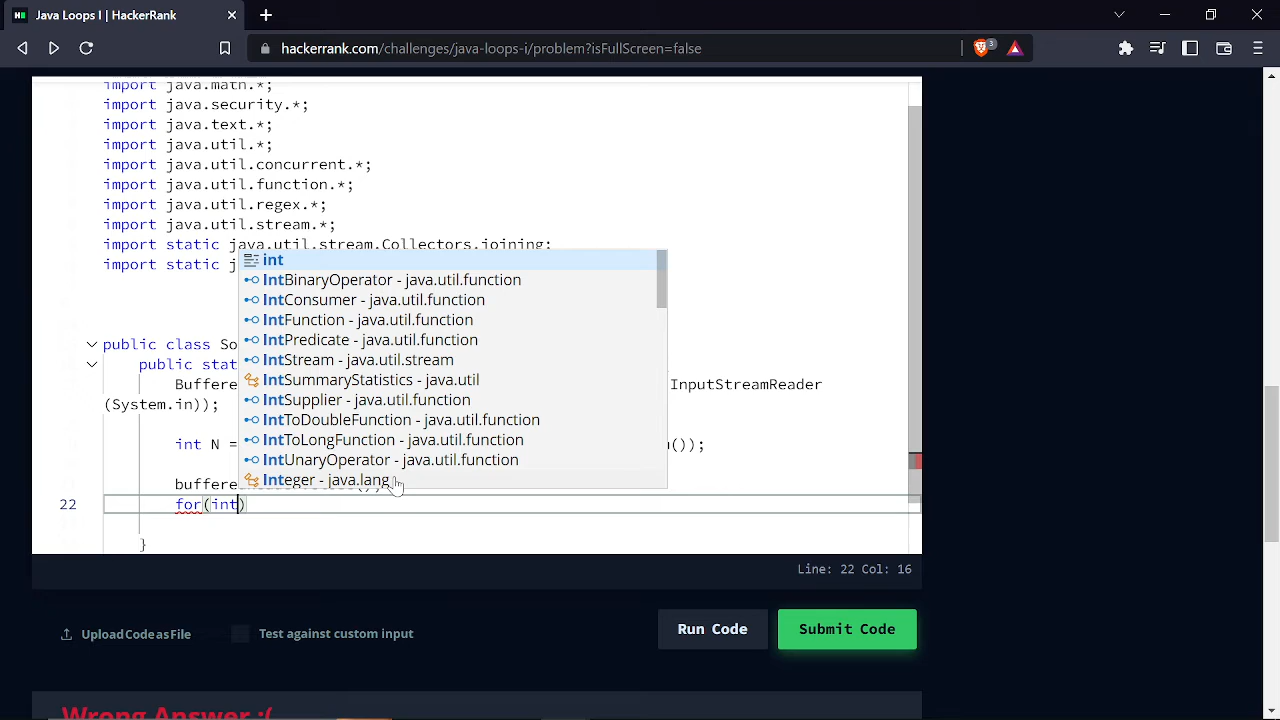 Java Loops I | HackerRank
hackerrank.com/challenges/java-loops-i/problem?isFullScreen=false
3
import java.math.*;
import java.security.*;
import java.text.*;
import java.util.*;
import java.util.concurrent.*;
import java.util.function.*;
import java.util.regex.*;
import java.util.stream.*;
import static java.util.stream.Collectors.joining;
import static j
int
IntBinaryOperator - java.util.function
IntConsumer - java.util.function
IntFunction - java.util.function
IntPredicate - java.util.function
IntStream - java.util.stream
IntSummaryStatistics - java.util
IntSupplier - java.util.function
IntToDoubleFunction - java.util.function
IntToLongFunction - java.util.function
IntUnaryOperator - java.util.function
Integer - java.lang
public class So
public stat
Buffere InputStreamReader
(System.in));
int N = ());
buffere
22 for(int)
}
Line: 22 Col: 16
Upload Code as File
Test against custom input
Run Code
Submit Code
Wrong Answer :(